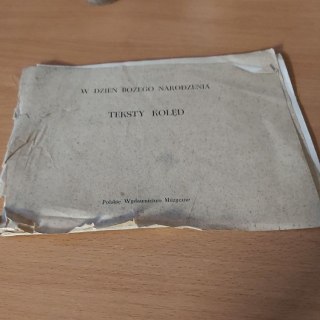 W DZIEŃ BOŻEGO NARODZENIA
TEKSTY KOLĘD
Polskie Wydawnictwo Muzyczne